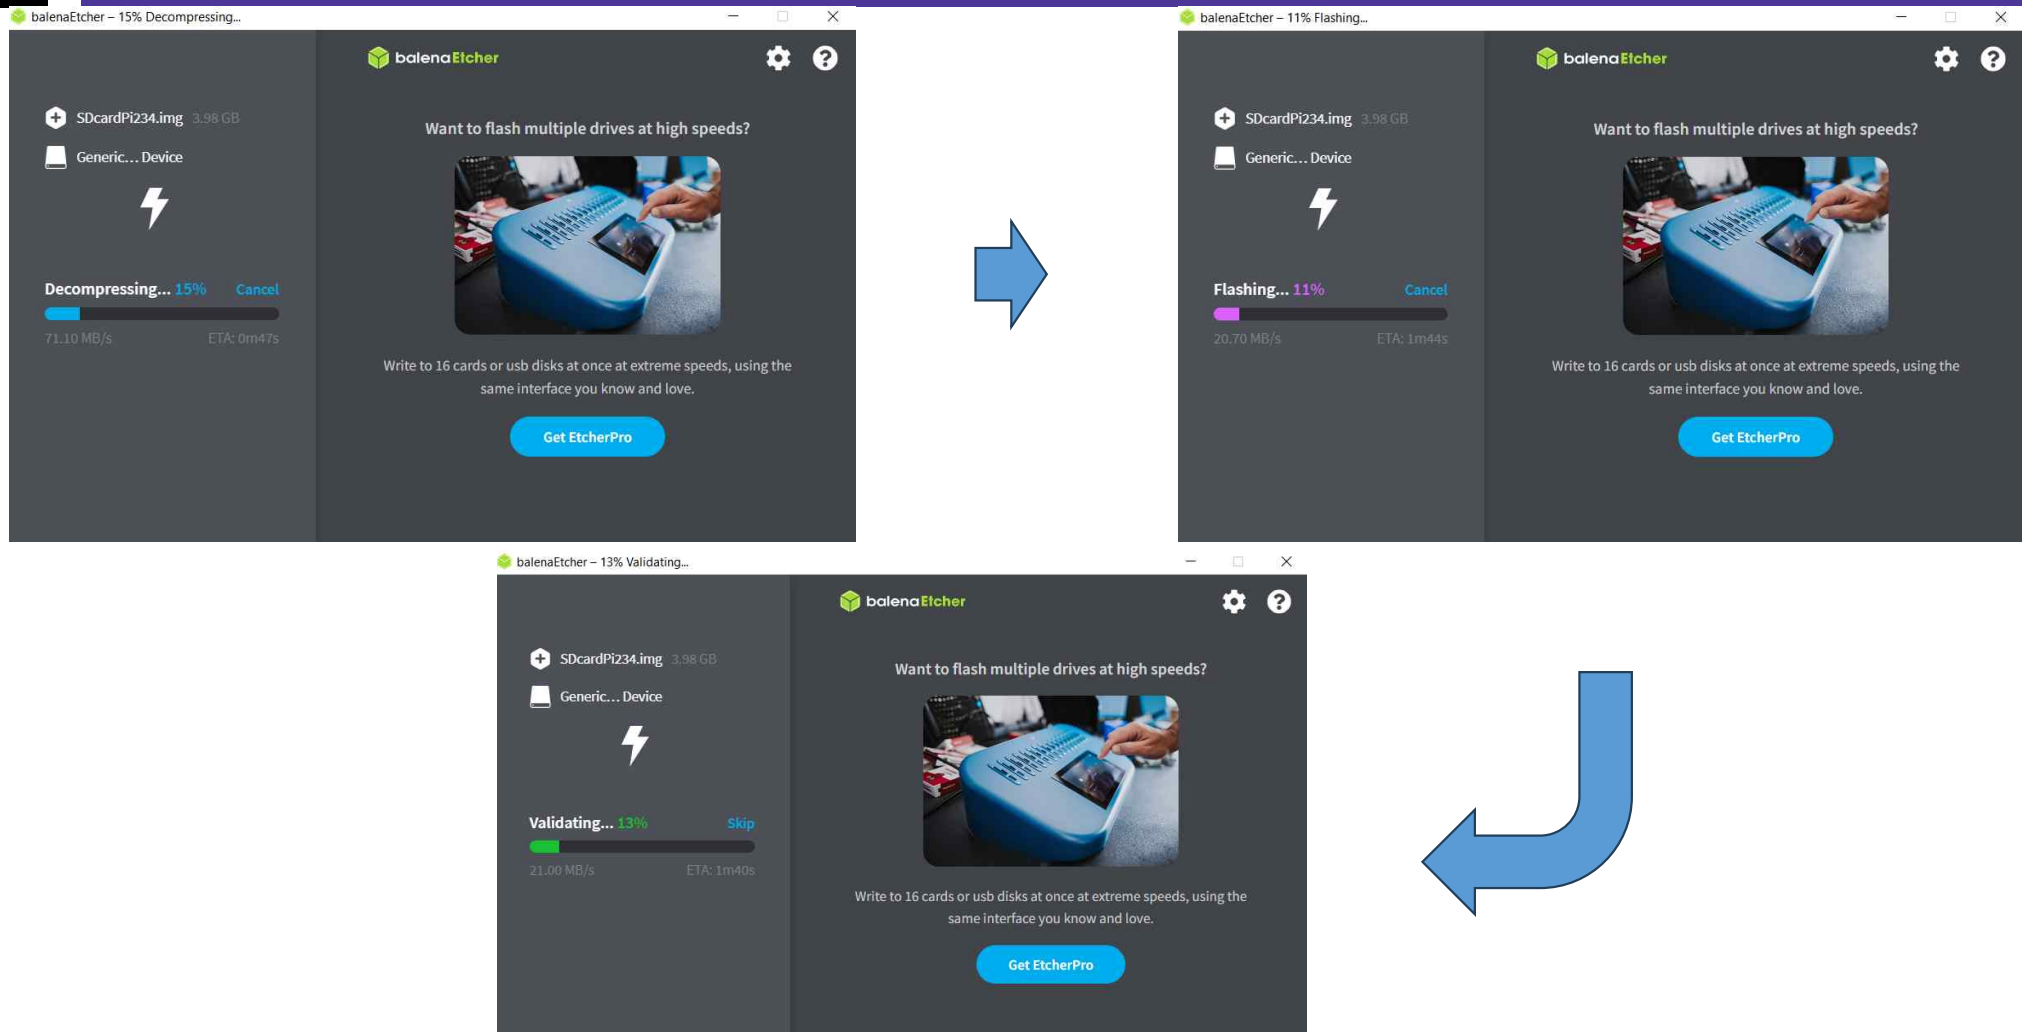 balenaEtcher – 15% Decompressing...
balenaEtcher
SDcardPi234.img 3.98 GB
Generic... Device
Decompressing... 15% Cancel
71.10 MB/s ETA: 0m47s
Want to flash multiple drives at high speeds?
Write to 16 cards or usb disks at once at extreme speeds, using the
same interface you know and love.
Get EtcherPro
balenaEtcher – 11% Flashing...
balenaEtcher
SDcardPi234.img 3.98 GB
Generic... Device
Flashing... 11% Cancel
20.70 MB/s ETA: 1m44s
Want to flash multiple drives at high speeds?
Write to 16 cards or usb disks at once at extreme speeds, using the
same interface you know and love.
Get EtcherPro
balenaEtcher – 13% Validating...
balenaEtcher
SDcardPi234.img 3.98 GB
Generic... Device
Validating... 13% Skip
21.00 MB/s ETA: 1m40s
Want to flash multiple drives at high speeds?
Write to 16 cards or usb disks at once at extreme speeds, using the
same interface you know and love.
Get EtcherPro